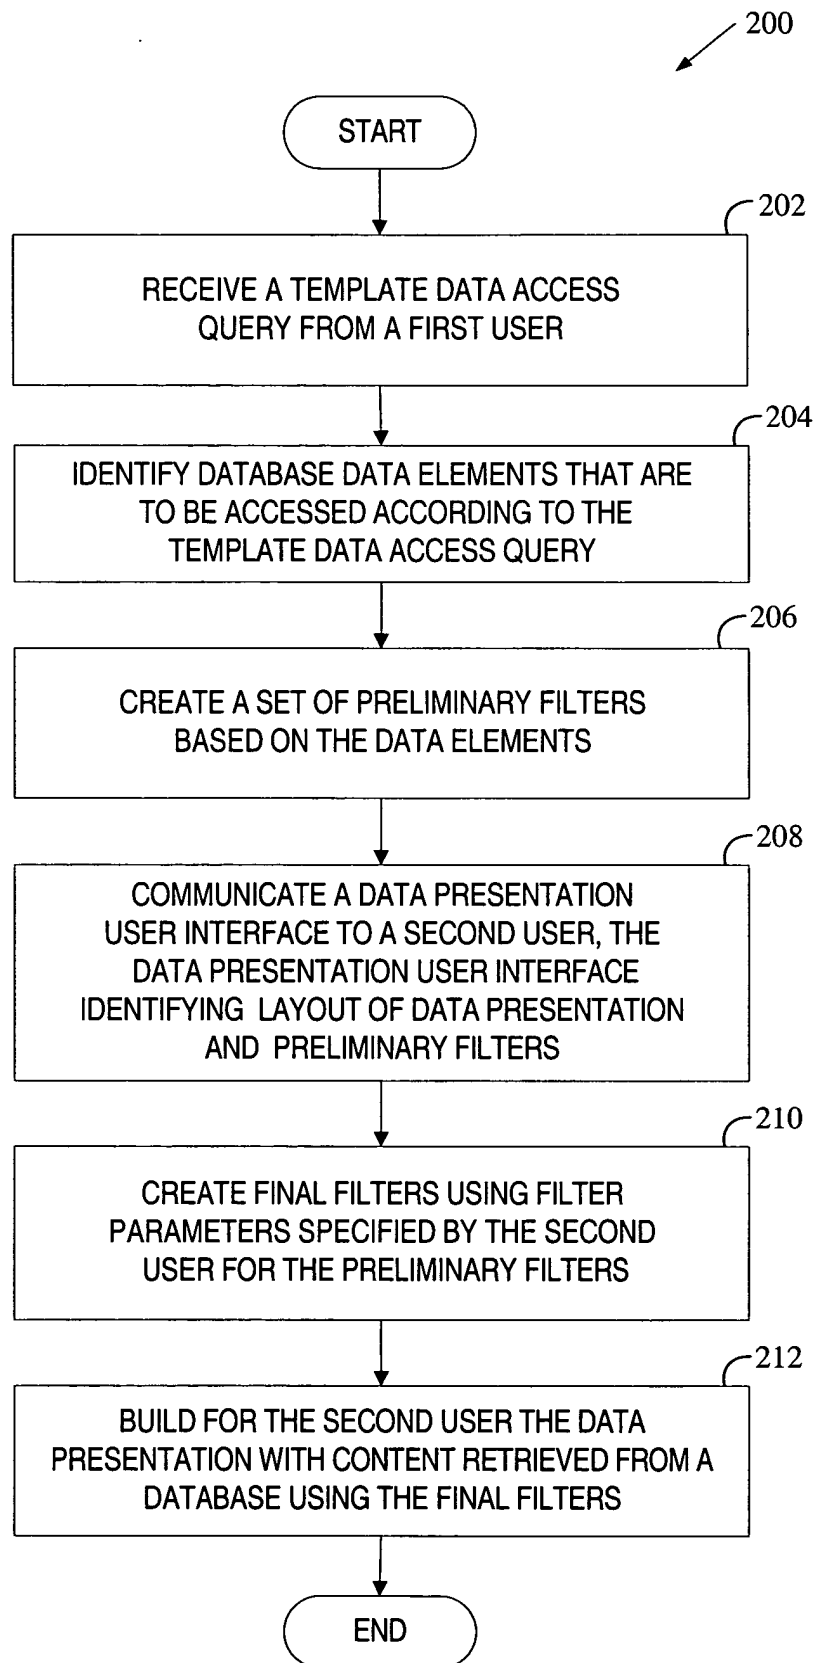 200
START
202
RECEIVE A TEMPLATE DATA ACCESS
QUERY FROM A FIRST USER
204
IDENTIFY DATABASE DATA ELEMENTS THAT ARE
TO BE ACCESSED ACCORDING TO THE
TEMPLATE DATA ACCESS QUERY
206
CREATE A SET OF PRELIMINARY FILTERS
BASED ON THE DATA ELEMENTS
208
COMMUNICATE A DATA PRESENTATION
USER INTERFACE TO A SECOND USER, THE
DATA PRESENTATION USER INTERFACE
IDENTIFYING LAYOUT OF DATA PRESENTATION
AND PRELIMINARY FILTERS
210
CREATE FINAL FILTERS USING FILTER
PARAMETERS SPECIFIED BY THE SECOND
USER FOR THE PRELIMINARY FILTERS
212
BUILD FOR THE SECOND USER THE DATA
PRESENTATION WITH CONTENT RETRIEVED FROM A
DATABASE USING THE FINAL FILTERS
END